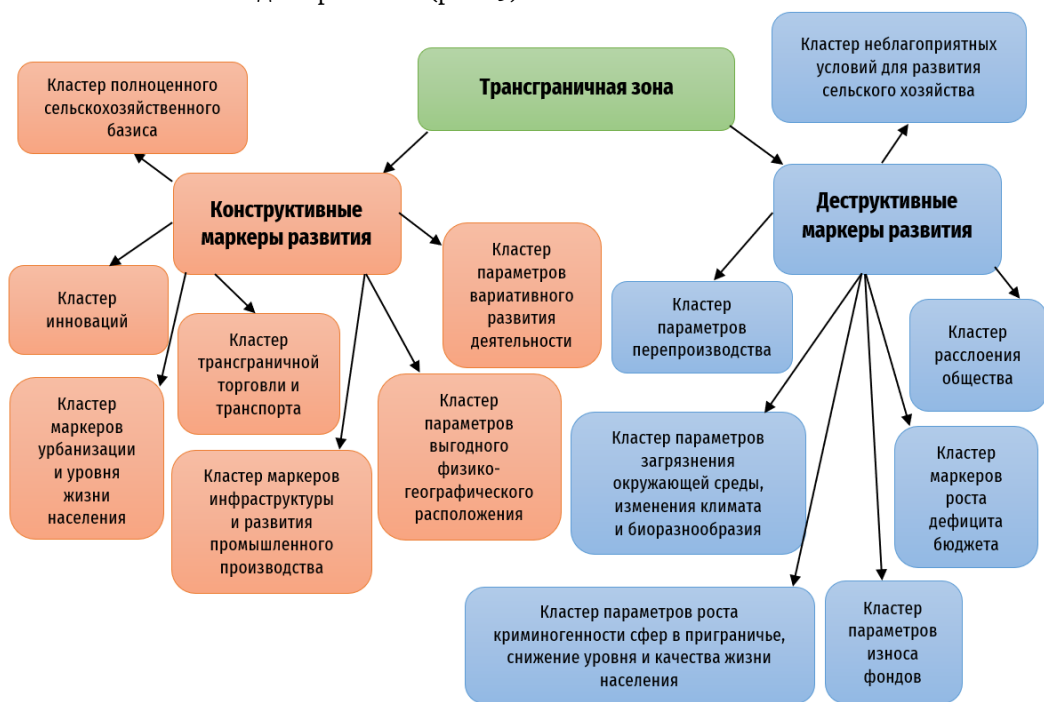 Трансграничная зона
Кластер неблагоприятных
условий для развития
сельского хозяйства
Кластер полноценного
сельскохозяйственного
базиса
Конструктивные
маркеры развития
Деструктивные
маркеры развития
Кластер
инноваций
Кластер
трансграничной
торговли и
транспорта
Кластер
параметров
вариативного
развития
деятельности
Кластер
маркеров
урбанизации
и уровня
жизни
населения
Кластер маркеров
инфраструктуры
и развития
промышленного
производства
Кластер
параметров
выгодного
физико-
географического
расположения
Кластер
параметров
перепроизводства
Кластер
расслоения
общества
Кластер параметров
загрязнения
окружающей среды,
изменения климата
и биоразнообразия
Кластер
маркеров
роста
дефицита
бюджета
Кластер параметров роста
криминогенности сфер в приграничье,
снижение уровня и качества жизни
населения
Кластер
параметров
износа
фондов